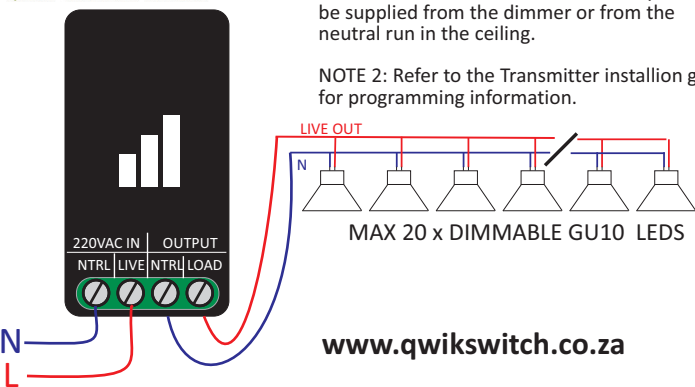 be supplied from the dimmer or from the
neutral run in the ceiling.
NOTE 2: Refer to the Transmitter installion g
for programming information.
LIVE OUT
N
MAX 20 x DIMMABLE GU10 LEDS
220VAC IN OUTPUT
NTRL LIVE NTRL LOAD
N
L
www.qwikswitch.co.za